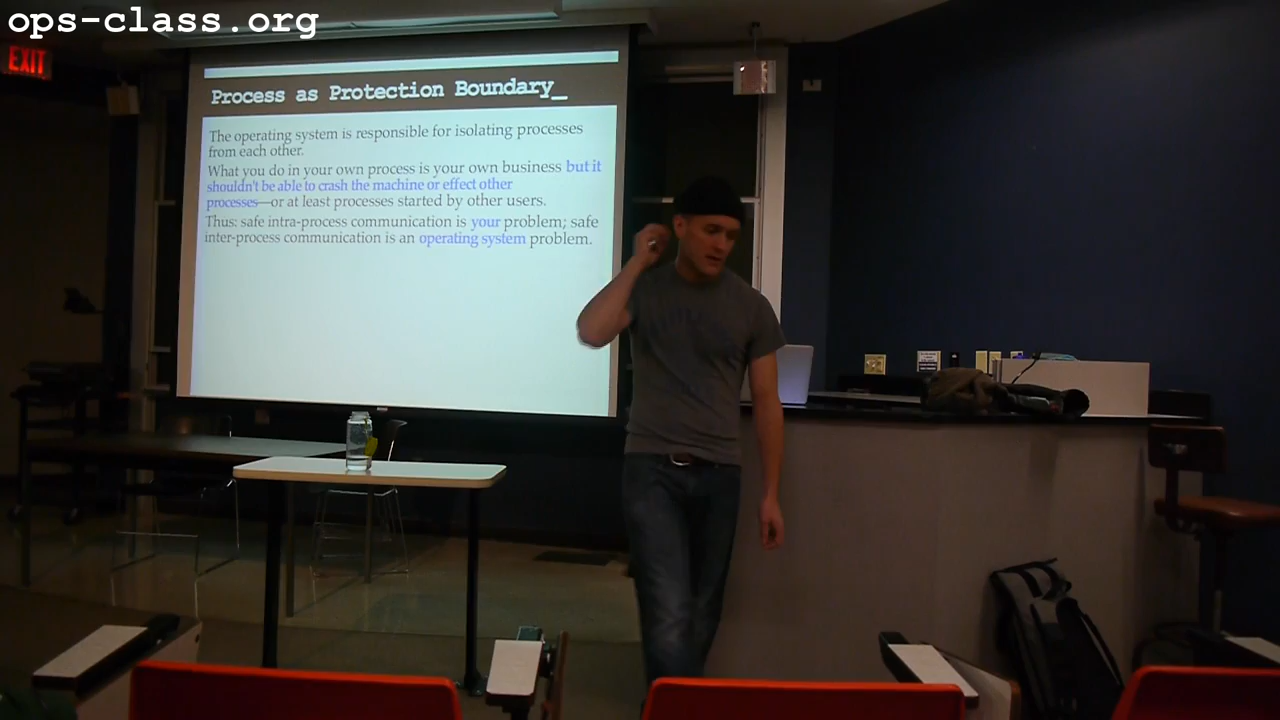 ops-class.org
EXIT
Process as Protection Boundary_
The operating system is responsible for isolating processes
from each other.
What you do in your own process is your own business but it
shouldn't be able to crash the machine or effect other
processes—or at least processes started by other users.
Thus: safe intra-process communication is your problem; safe
inter-process communication is an operating system problem.